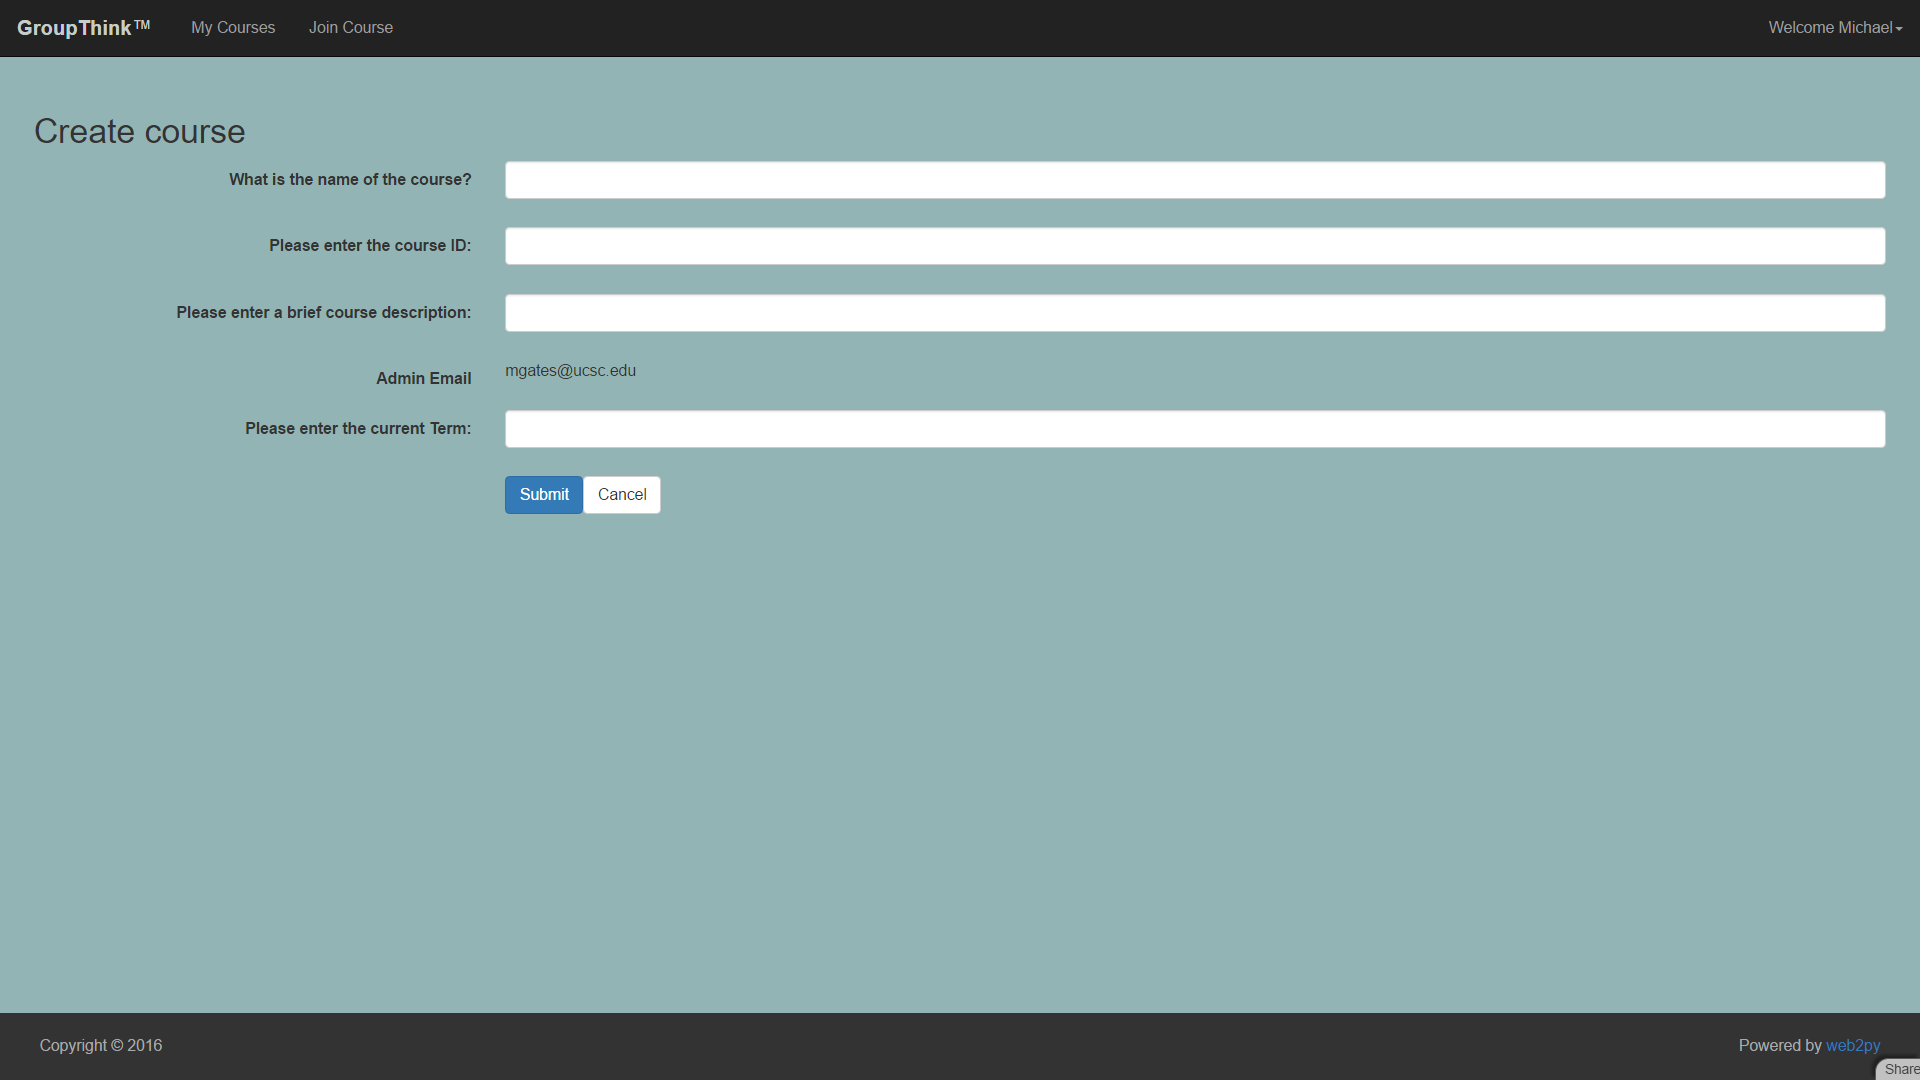 GroupThink™ My Courses Join Course Welcome Michael
Create course
What is the name of the course?
Please enter the course ID:
Please enter a brief course description:
Admin Email mgates@ucsc.edu
Please enter the current Term:
Submit Cancel
Copyright © 2016 Powered by web2py
Share